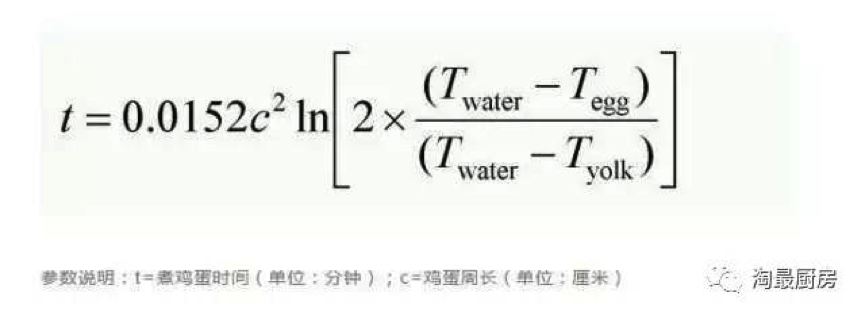 t = 0.0152c² ln[2 × (T_water − T_egg) / (T_water − T_yolk)]
参数说明：t=煮鸡蛋时间（单位：分钟）；c=鸡蛋周长（单位：厘米）
淘最厨房